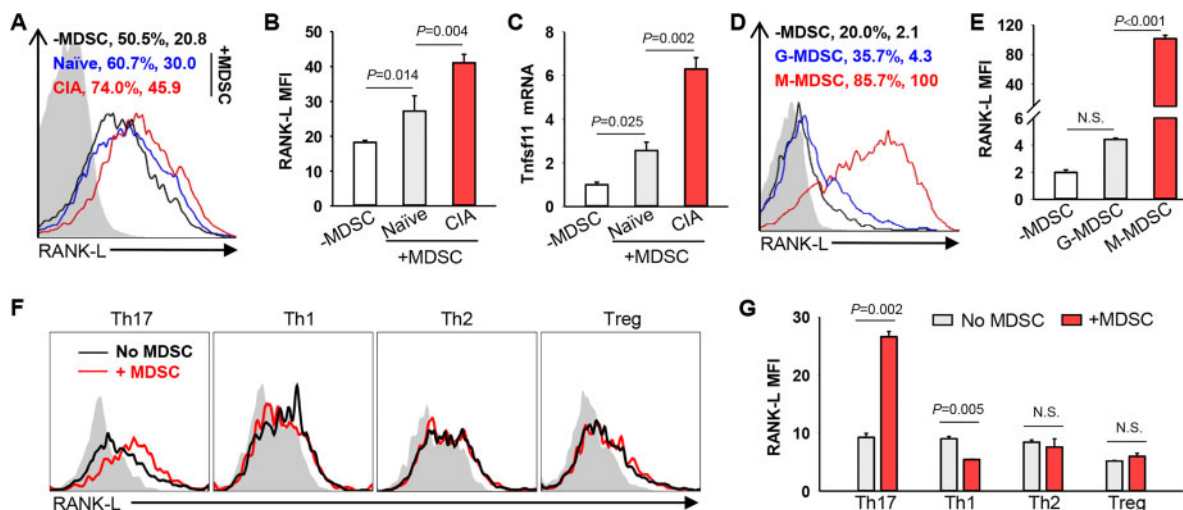 A
-MDSC, 50.5%, 20.8
Naïve, 60.7%, 30.0
CIA, 74.0%, 45.9
+MDSC
RANK-L
B
P=0.004
P=0.014
RANK-L MFI
50
40
30
20
10
0
-MDSC
Naïve
CIA
+MDSC
C
P=0.002
P=0.025
Tnfsf11 mRNA
8
6
4
2
0
-MDSC
Naïve
CIA
+MDSC
D
-MDSC, 20.0%, 2.1
G-MDSC, 35.7%, 4.3
M-MDSC, 85.7%, 100
RANK-L
E
P<0.001
N.S.
RANK-L MFI
120
100
80
60
40
20
6
4
2
0
-MDSC
G-MDSC
M-MDSC
F
Th17
Th1
Th2
Treg
No MDSC
+ MDSC
RANK-L
G
No MDSC
+MDSC
P=0.002
P=0.005
N.S.
N.S.
RANK-L MFI
30
20
10
0
Th17
Th1
Th2
Treg